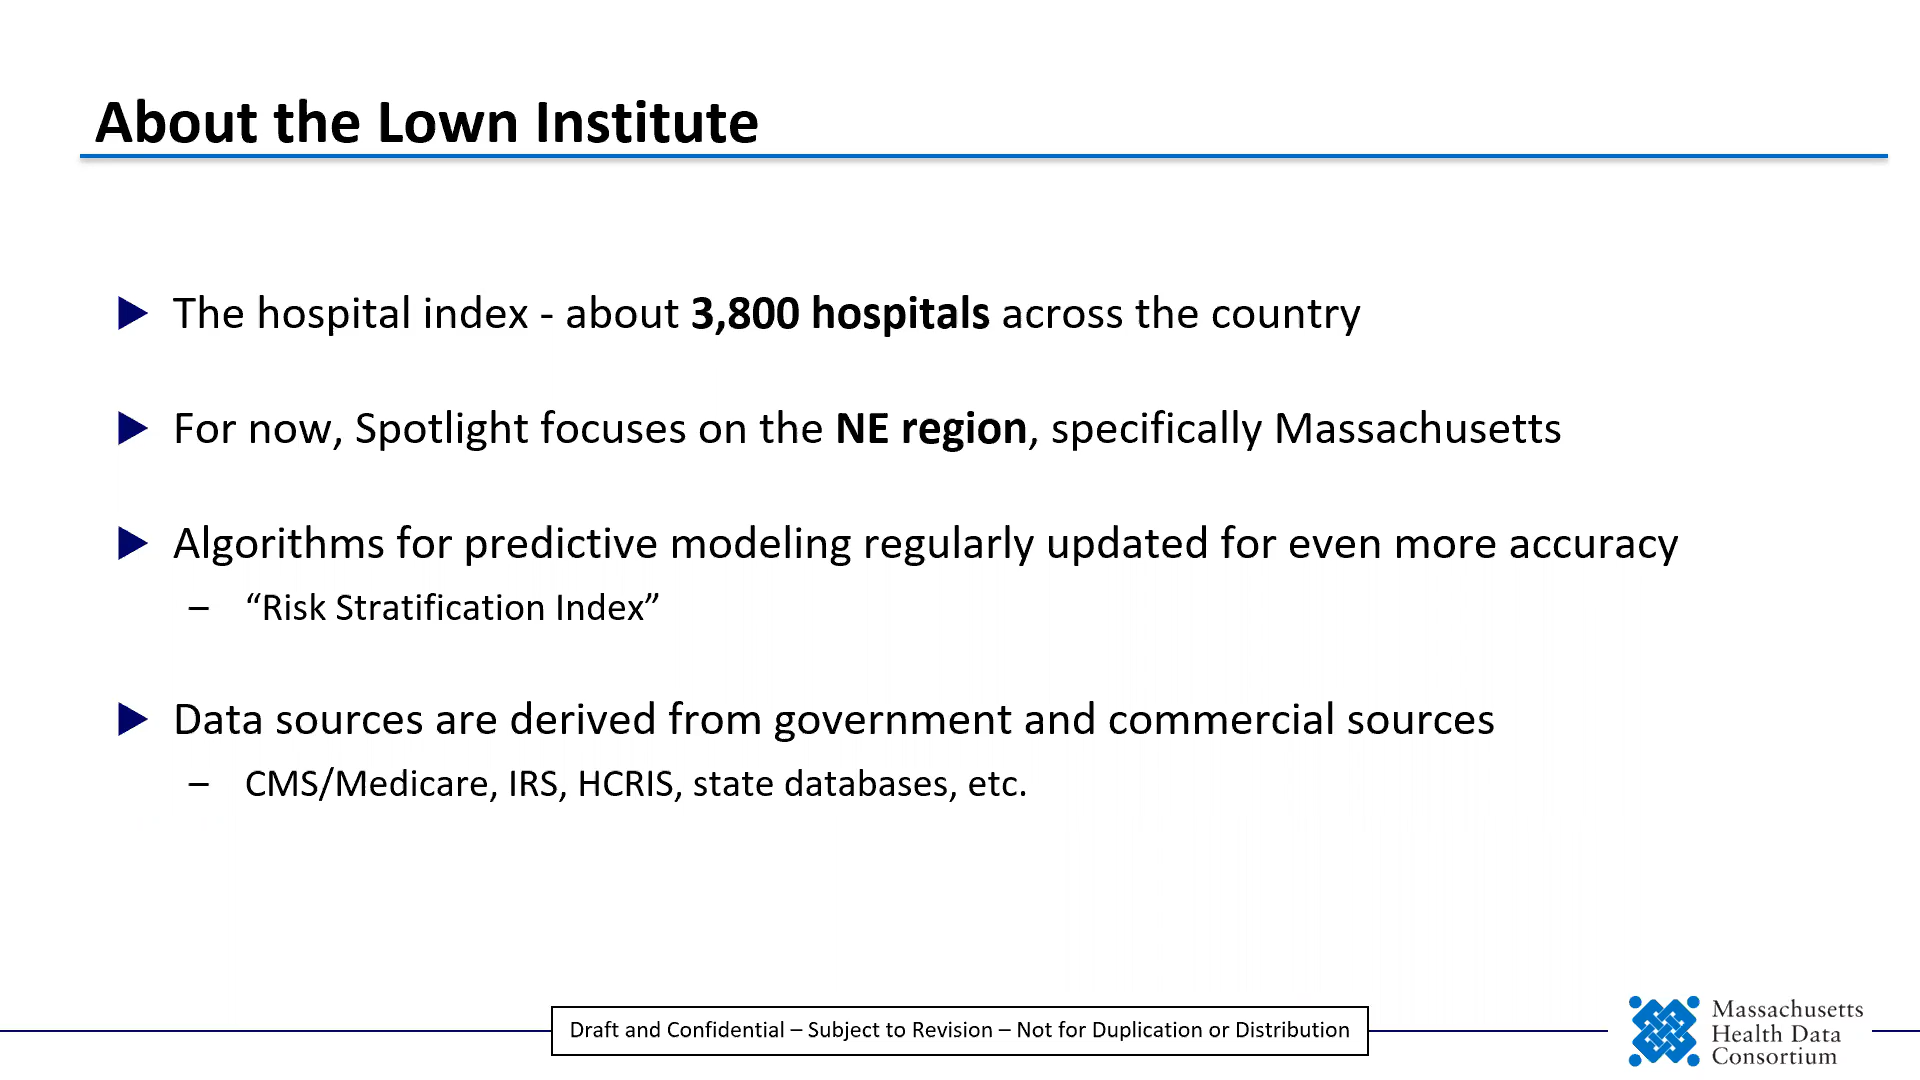 About the Lown Institute
The hospital index - about 3,800 hospitals across the country
For now, Spotlight focuses on the NE region, specifically Massachusetts
Algorithms for predictive modeling regularly updated for even more accuracy
– “Risk Stratification Index”
Data sources are derived from government and commercial sources
– CMS/Medicare, IRS, HCRIS, state databases, etc.
Draft and Confidential – Subject to Revision – Not for Duplication or Distribution
Massachusetts
Health Data
Consortium